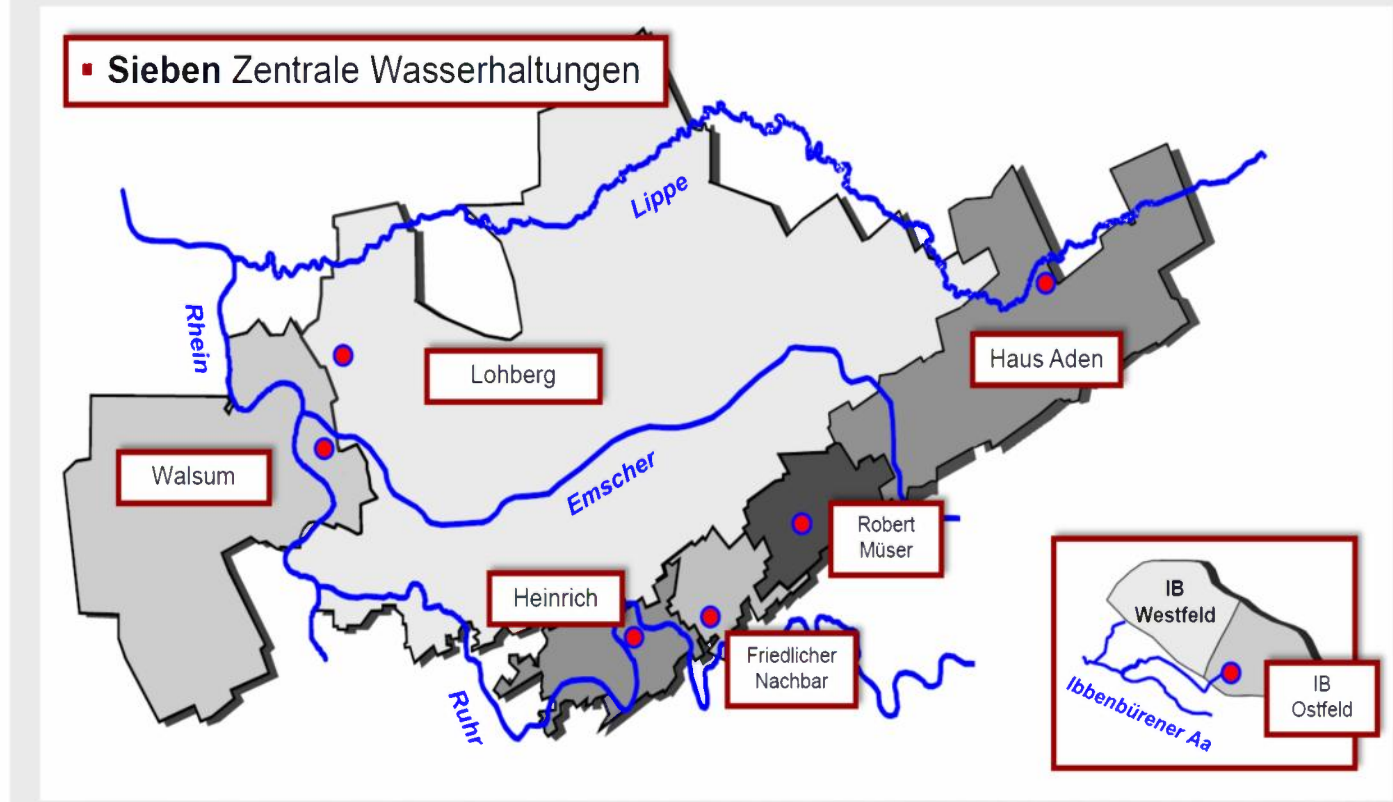 ▪ Sieben Zentrale Wasserhaltungen
Lippe
Rhein
Lohberg
Haus Aden
Walsum
Emscher
Robert
Müser
Heinrich
Friedlicher
Nachbar
Ruhr
IB
Westfeld
IB
Ostfeld
Ibbenbürener Aa